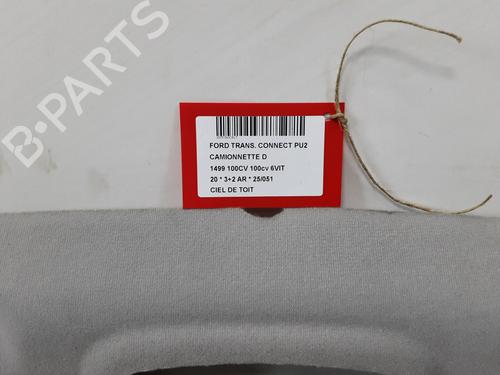 B-PARTS
FORD TRANS. CONNECT PU2
CAMIONNETTE D
1499 100CV 100cv 6VIT
20 * 3+2 AR * 25/051
CIEL DE TOIT